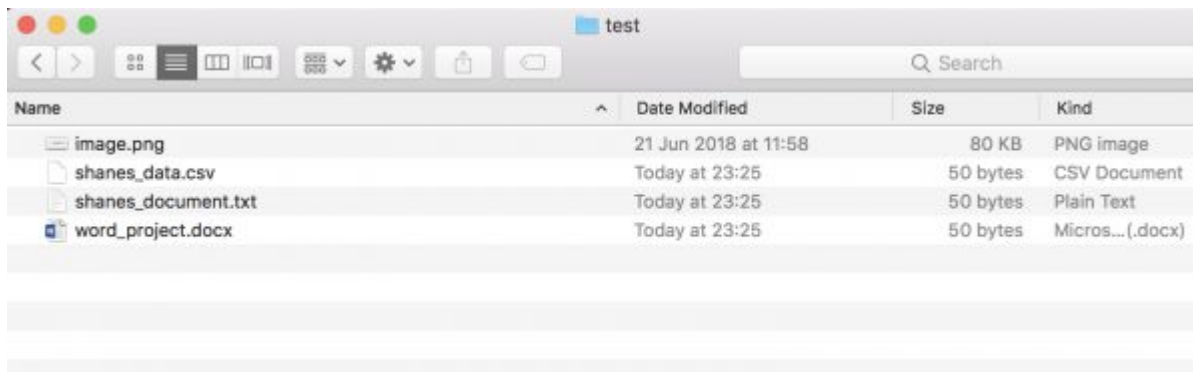 test
Search
Name Date Modified Size Kind
image.png 21 Jun 2018 at 11:58 80 KB PNG image
shanes_data.csv Today at 23:25 50 bytes CSV Document
shanes_document.txt Today at 23:25 50 bytes Plain Text
word_project.docx Today at 23:25 50 bytes Micros...(.docx)